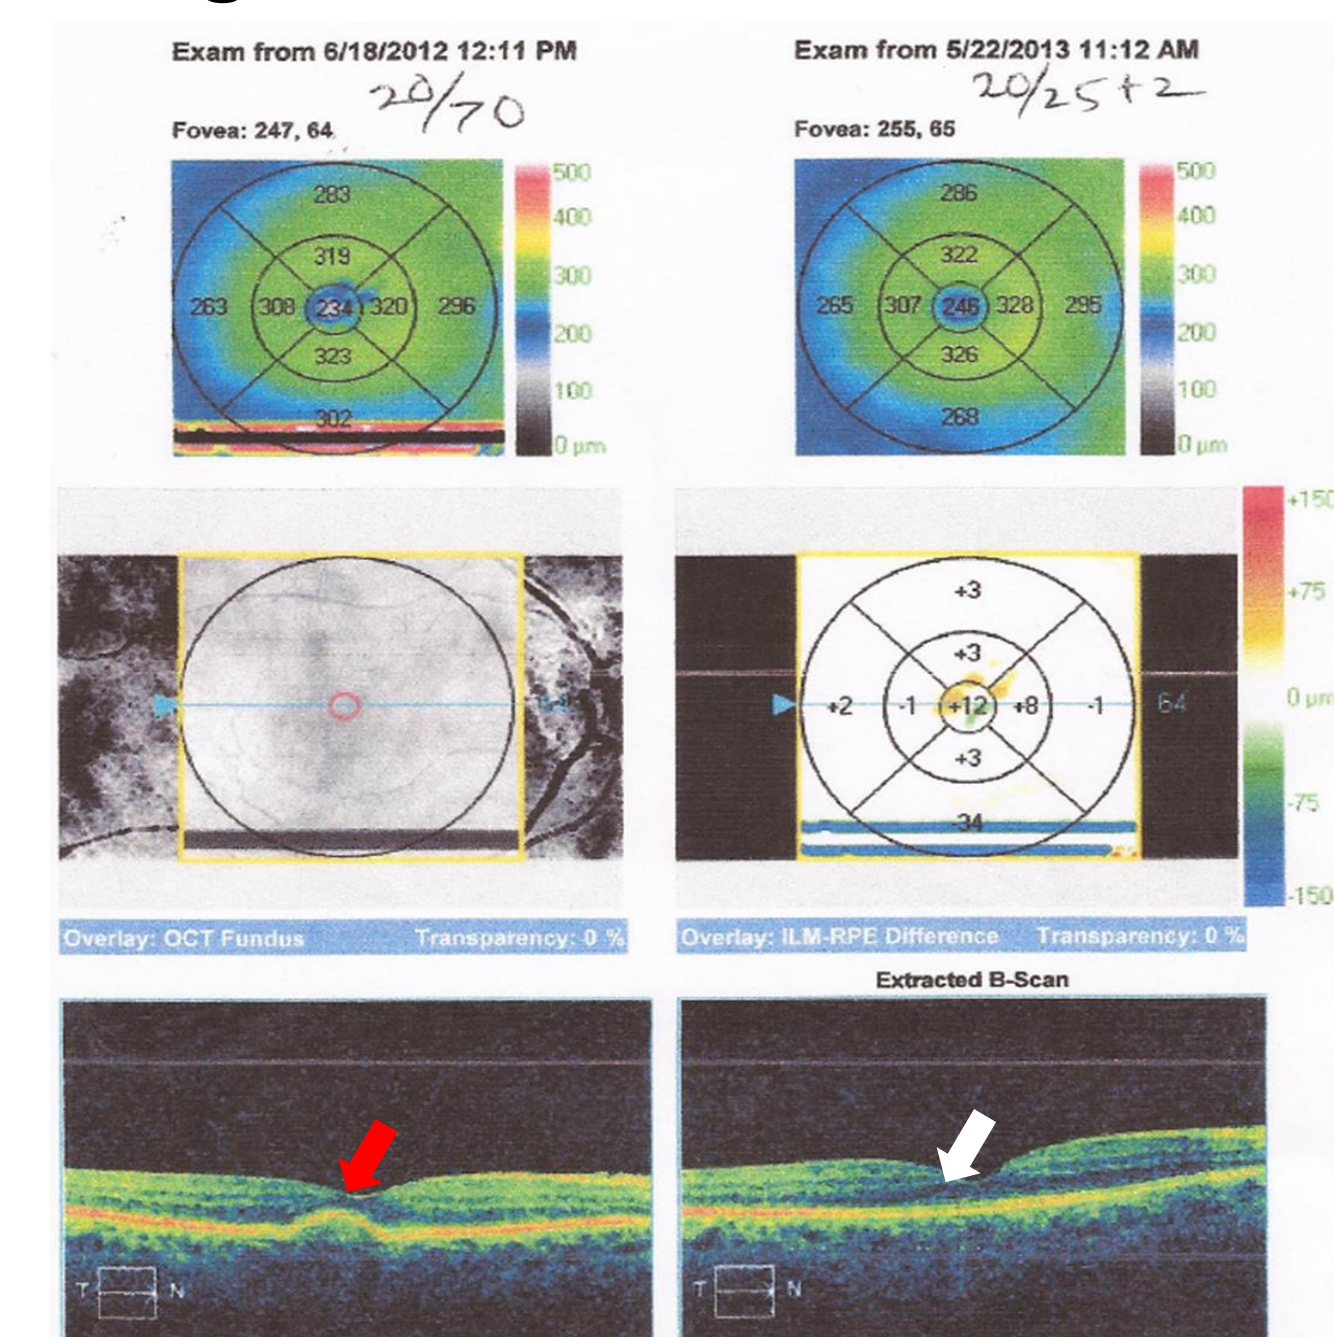 Exam from 6/18/2012 12:11 PM
20/70
Fovea: 247, 64
283
319
263 308 234 320 296
323
302
500
400
300
200
100
0 µm
Exam from 5/22/2013 11:12 AM
20/25+2
Fovea: 255, 65
286
322
265 307 246 328 295
326
268
500
400
300
200
100
0 µm
64
Overlay: OCT Fundus Transparency: 0 %
+3
+3
+2 -1 +12 +8 -1 64
+3
-34
+150
+75
0 µm
-75
-150
Overlay: ILM-RPE Difference Transparency: 0 %
Extracted B-Scan
T N
T N